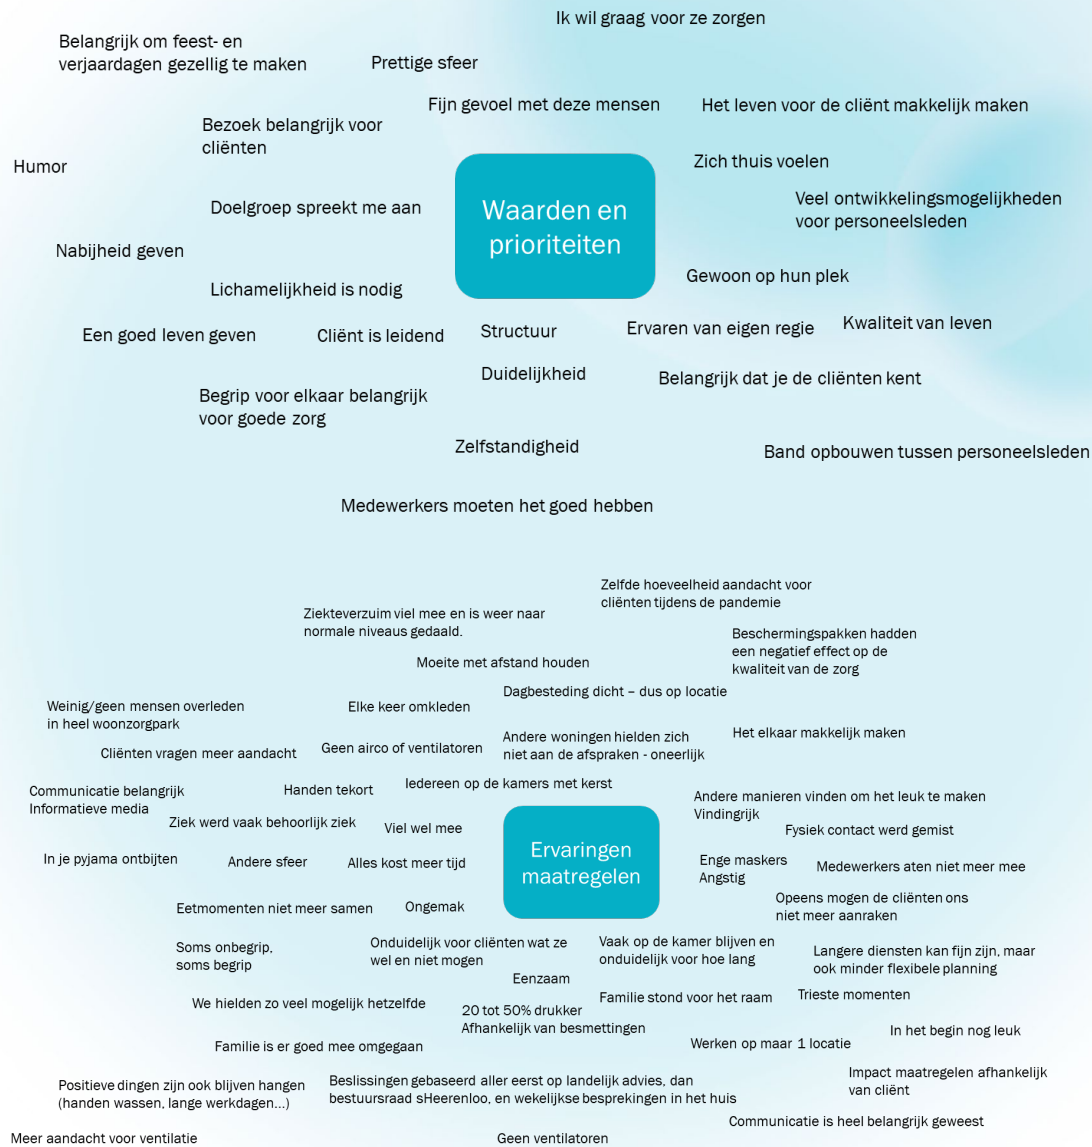 Ik wil graag voor ze zorgen
Belangrijk om feest- en
verjaardagen gezellig te maken
Prettige sfeer
Fijn gevoel met deze mensen
Het leven voor de cliënt makkelijk maken
Bezoek belangrijk voor
cliënten
Humor
Zich thuis voelen
Waarden en
prioriteiten
Veel ontwikkelingsmogelijkheden
voor personeelsleden
Doelgroep spreekt me aan
Nabijheid geven
Gewoon op hun plek
Lichamelijkheid is nodig
Een goed leven geven
Cliënt is leidend
Structuur
Ervaren van eigen regie
Kwaliteit van leven
Duidelijkheid
Belangrijk dat je de cliënten kent
Begrip voor elkaar belangrijk
voor goede zorg
Zelfstandigheid
Band opbouwen tussen personeelsleden
Medewerkers moeten het goed hebben
Zelfde hoeveelheid aandacht voor
cliënten tijdens de pandemie
Ziekteverzuim viel mee en is weer naar
normale niveaus gedaald.
Beschermingspakken hadden
een negatief effect op de
kwaliteit van de zorg
Moeite met afstand houden
Dagbesteding dicht – dus op locatie
Weinig/geen mensen overleden
in heel woonzorgpark
Elke keer omkleden
Andere woningen hielden zich
niet aan de afspraken - oneerlijk
Het elkaar makkelijk maken
Cliënten vragen meer aandacht
Geen airco of ventilatoren
Iedereen op de kamers met kerst
Communicatie belangrijk
Informatieve media
Handen tekort
Andere manieren vinden om het leuk te maken
Vindingrijk
Ziek werd vaak behoorlijk ziek
Viel wel mee
Fysiek contact werd gemist
Ervaringen
maatregelen
In je pyjama ontbijten
Andere sfeer
Alles kost meer tijd
Enge maskers
Angstig
Medewerkers aten niet meer mee
Eetmomenten niet meer samen
Ongemak
Opeens mogen de cliënten ons
niet meer aanraken
Soms onbegrip,
soms begrip
Onduidelijk voor cliënten wat ze
wel en niet mogen
Vaak op de kamer blijven en
onduidelijk voor hoe lang
Langere diensten kan fijn zijn, maar
ook minder flexibele planning
Eenzaam
We hielden zo veel mogelijk hetzelfde
Familie stond voor het raam
Trieste momenten
20 tot 50% drukker
Afhankelijk van besmettingen
In het begin nog leuk
Familie is er goed mee omgegaan
Werken op maar 1 locatie
Positieve dingen zijn ook blijven hangen
(handen wassen, lange werkdagen...)
Beslissingen gebaseerd aller eerst op landelijk advies, dan
bestuursraad sHeerenloo, en wekelijkse besprekingen in het huis
Impact maatregelen afhankelijk
van cliënt
Communicatie is heel belangrijk geweest
Meer aandacht voor ventilatie
Geen ventilatoren